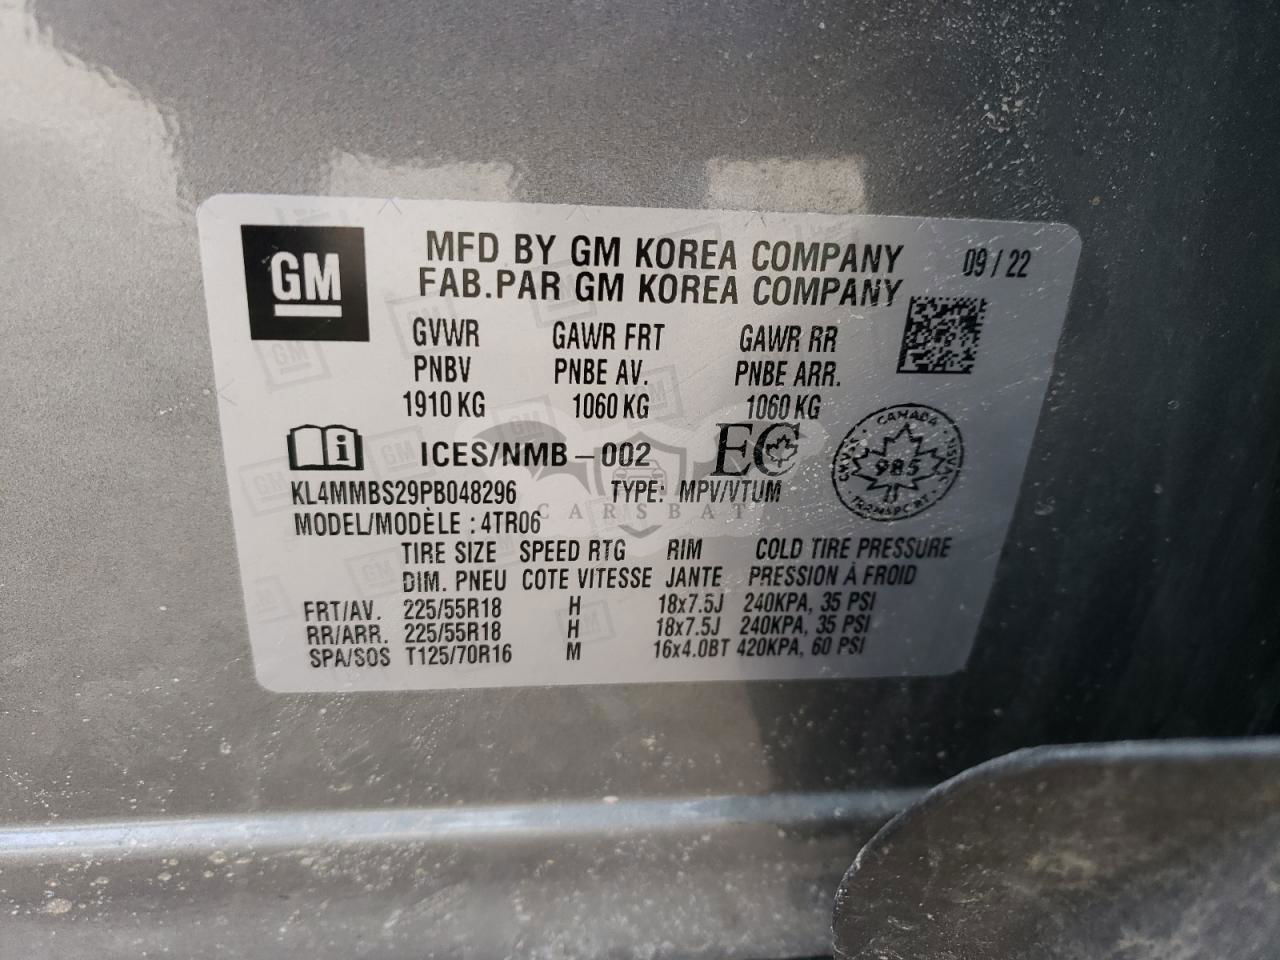 GM
MFD BY GM KOREA COMPANY 09/22
FAB.PAR GM KOREA COMPANY
GVWR GAWR FRT GAWR RR
PNBV PNBE AV. PNBE ARR.
1910 KG 1060 KG 1060 KG
ICES/NMB-002 EC
CANADA
985
TRANSPORT
KL4MMBS29PB048296 TYPE: MPV/VTUM
CARSBAT
MODEL/MODÈLE : 4TR06
TIRE SIZE SPEED RTG RIM COLD TIRE PRESSURE
DIM. PNEU COTE VITESSE JANTE PRESSION À FROID
FRT/AV. 225/55R18 H 18x7.5J 240KPA, 35 PSI
RR/ARR. 225/55R18 H 18x7.5J 240KPA, 35 PSI
SPA/SOS T125/70R16 M 16x4.0BT 420KPA, 60 PSI